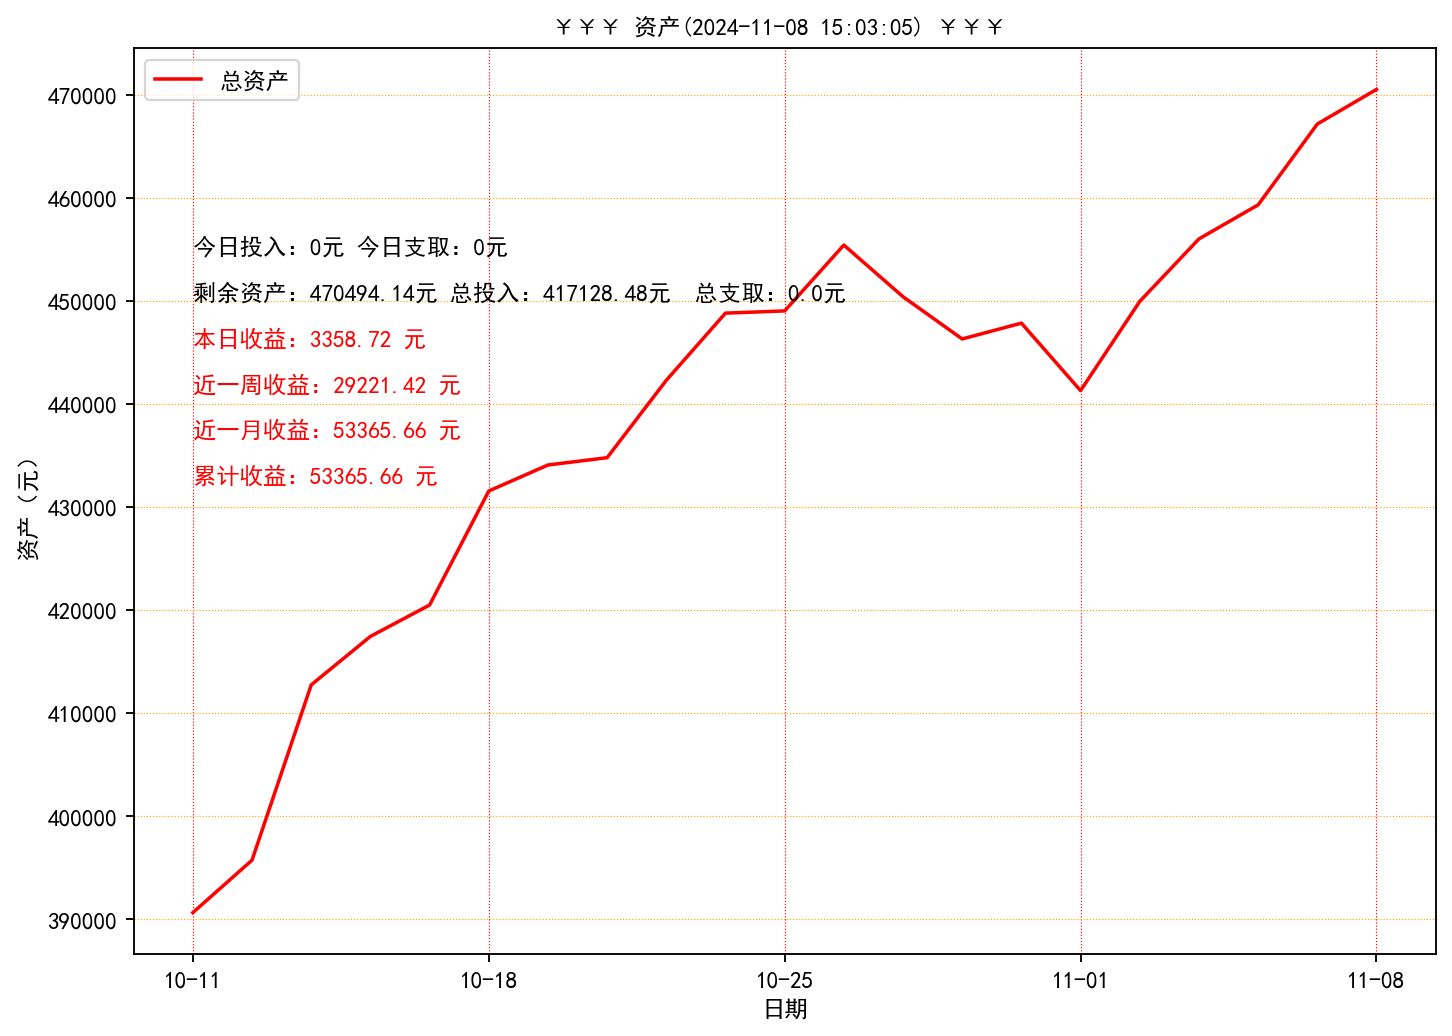 ￥￥￥ 资产(2024-11-08 15:03:05) ￥￥￥
总资产
470000
460000
450000
440000
430000
420000
410000
400000
390000
资产（元）
今日投入：0元 今日支取：0元
剩余资产：470494.14元 总投入：417128.48元  总支取：0.0元
本日收益：3358.72 元
近一周收益：29221.42 元
近一月收益：53365.66 元
累计收益：53365.66 元
10-11 10-18 10-25 11-01 11-08
日期